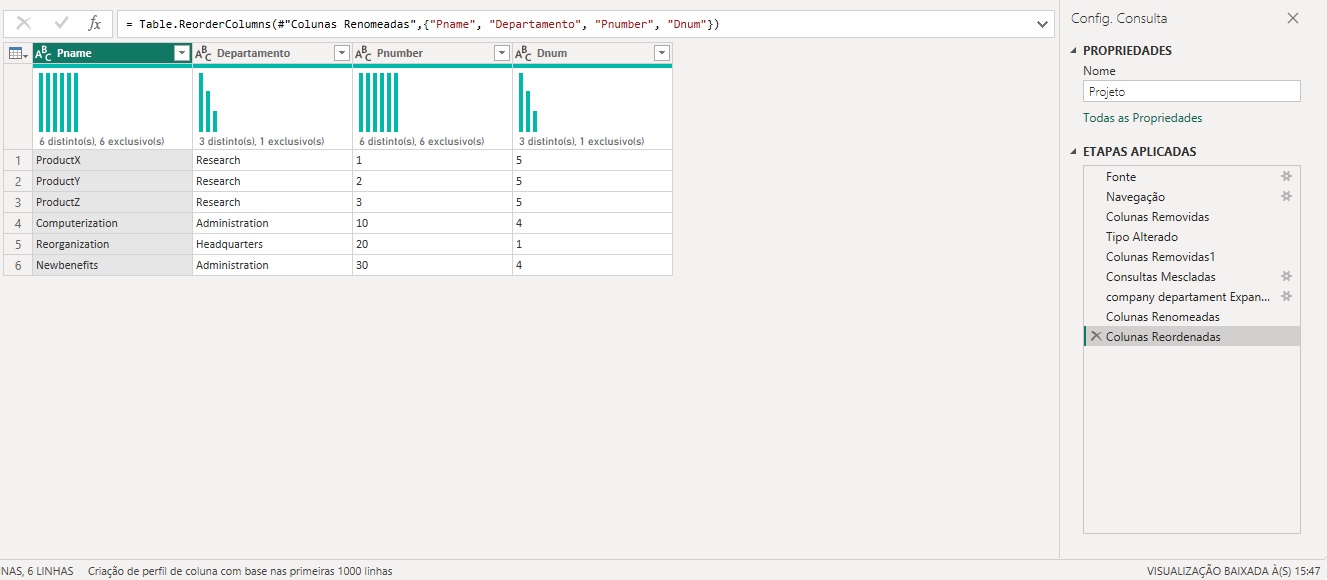 fx = Table.ReorderColumns(#"Colunas Renomeadas",{"Pname", "Departamento", "Pnumber", "Dnum"})
ABC Pname ABC Departamento ABC Pnumber ABC Dnum
6 distinto(s), 6 exclusivo(s) 3 distinto(s), 1 exclusivo(s) 6 distinto(s), 6 exclusivo(s) 3 distinto(s), 1 exclusivo(s)
1 ProductX Research 1 5
2 ProductY Research 2 5
3 ProductZ Research 3 5
4 Computerization Administration 10 4
5 Reorganization Headquarters 20 1
6 Newbenefits Administration 30 4
Config. Consulta
PROPRIEDADES
Nome
Projeto
Todas as Propriedades
ETAPAS APLICADAS
Fonte
Navegação
Colunas Removidas
Tipo Alterado
Colunas Removidas1
Consultas Mescladas
company departament Expan...
Colunas Renomeadas
Colunas Reordenadas
NAS, 6 LINHAS Criação de perfil de coluna com base nas primeiras 1000 linhas VISUALIZAÇÃO BAIXADA À(S) 15:47